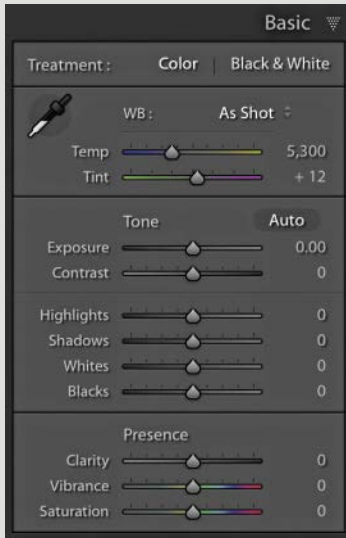 Basic
Treatment : Color | Black & White
WB : As Shot
Temp 5,300
Tint + 12
Tone Auto
Exposure 0.00
Contrast 0
Highlights 0
Shadows 0
Whites 0
Blacks 0
Presence
Clarity 0
Vibrance 0
Saturation 0